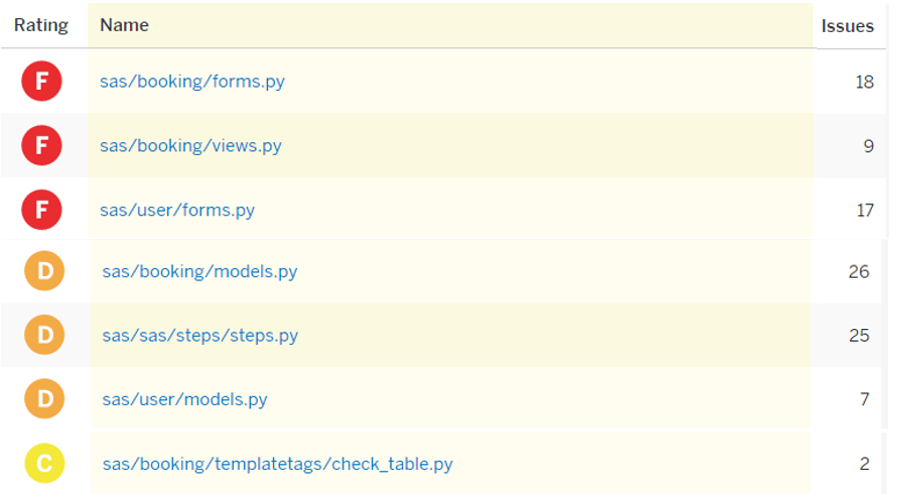 Rating Name Issues
F sas/booking/forms.py 18
F sas/booking/views.py 9
F sas/user/forms.py 17
D sas/booking/models.py 26
D sas/sas/steps/steps.py 25
D sas/user/models.py 7
C sas/booking/templatetags/check_table.py 2